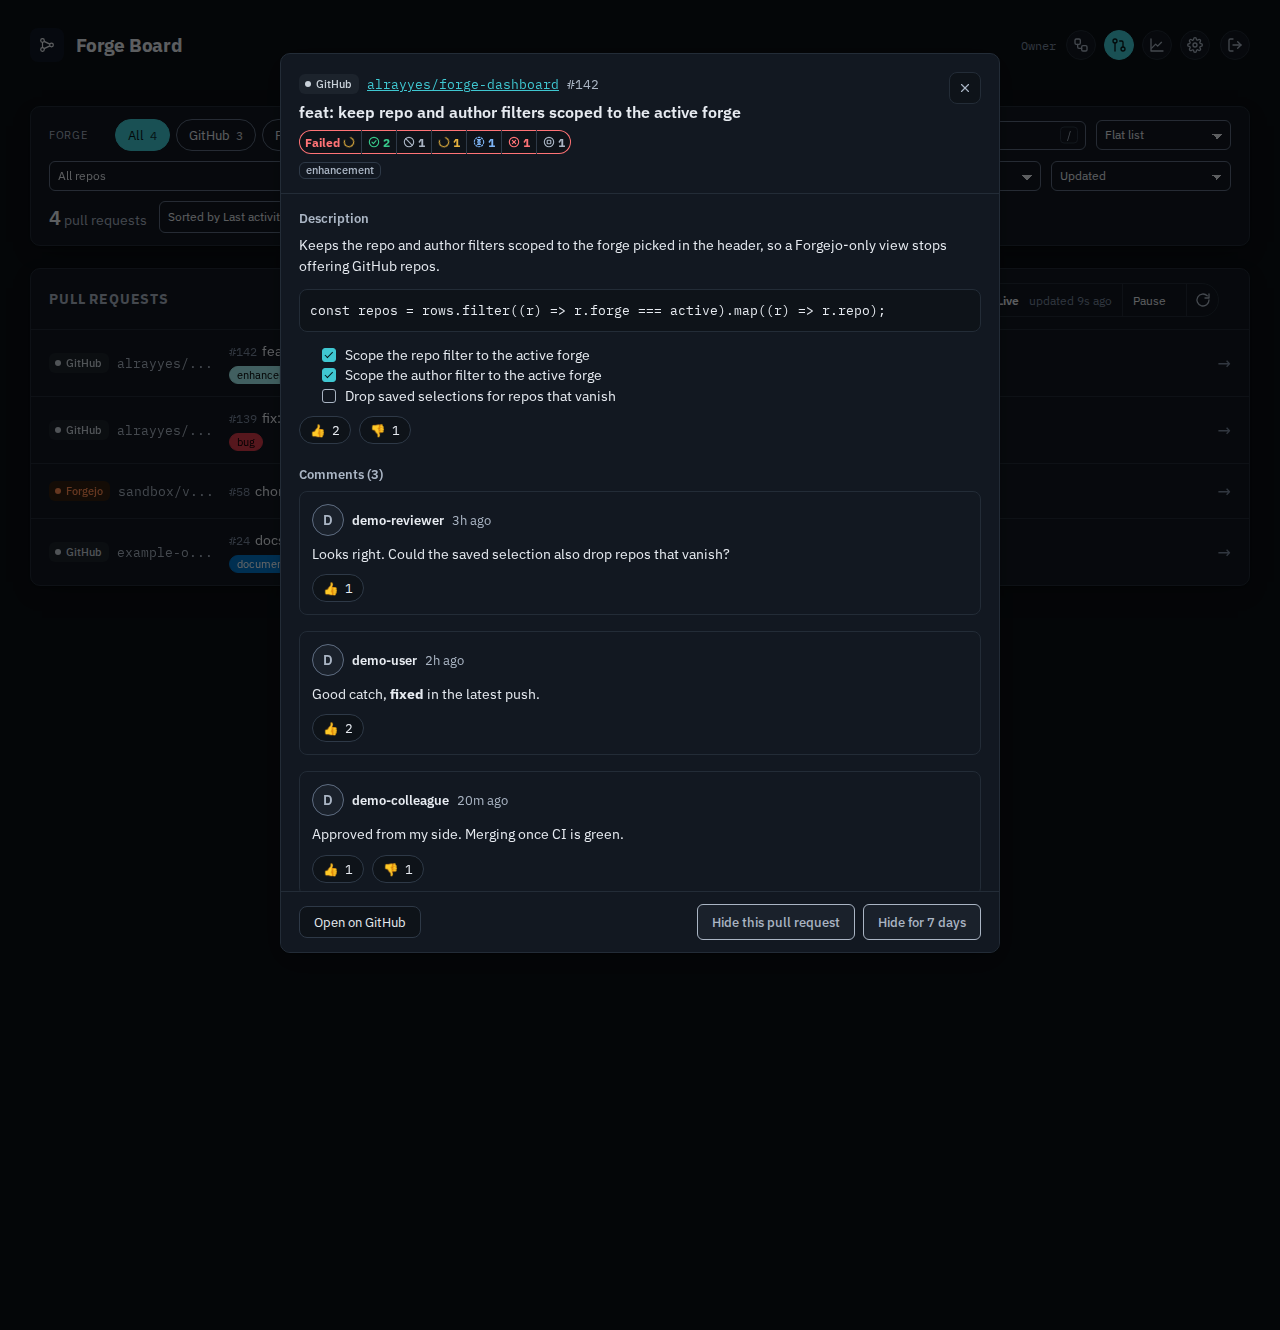 Forge Board
Owner
GitHub alrayyes/forge-dashboard #142
feat: keep repo and author filters scoped to the active forge
Failed 2 1 1 1 1 1
enhancement
FORGE All 4 GitHub 3
/ Flat list
All repos
Updated
4 pull requests Sorted by Last activit
Description
Keeps the repo and author filters scoped to the forge picked in the header, so a Forgejo-only view stops
offering GitHub repos.
const repos = rows.filter((r) => r.forge === active).map((r) => r.repo);
Scope the repo filter to the active forge
Scope the author filter to the active forge
Drop saved selections for repos that vanish
👍 2 👎 1
PULL REQUESTS
Live updated 9s ago Pause
GitHub alrayyes/... #142 fea
enhance
GitHub alrayyes/... #139 fix:
bug
Forgejo sandbox/v... #58 chor
GitHub example-o... #24 docs
documen
Comments (3)
D demo-reviewer 3h ago
Looks right. Could the saved selection also drop repos that vanish?
👍 1
D demo-user 2h ago
Good catch, fixed in the latest push.
👍 2
D demo-colleague 20m ago
Approved from my side. Merging once CI is green.
👍 1 👎 1
Open on GitHub Hide this pull request Hide for 7 days